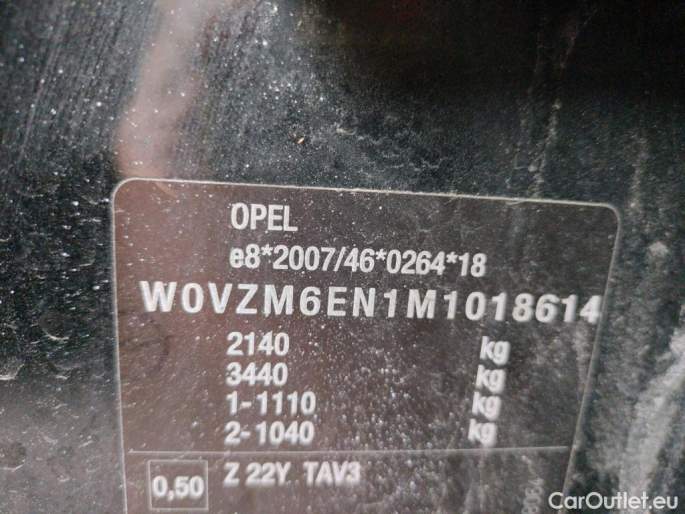 OPEL
e8*2007/46*0264*18
W0VZM6EN1M1018614
2140 kg
3440 kg
1-1110 kg
2-1040 kg
0,50 Z 22Y TAV3
CarOutlet.eu